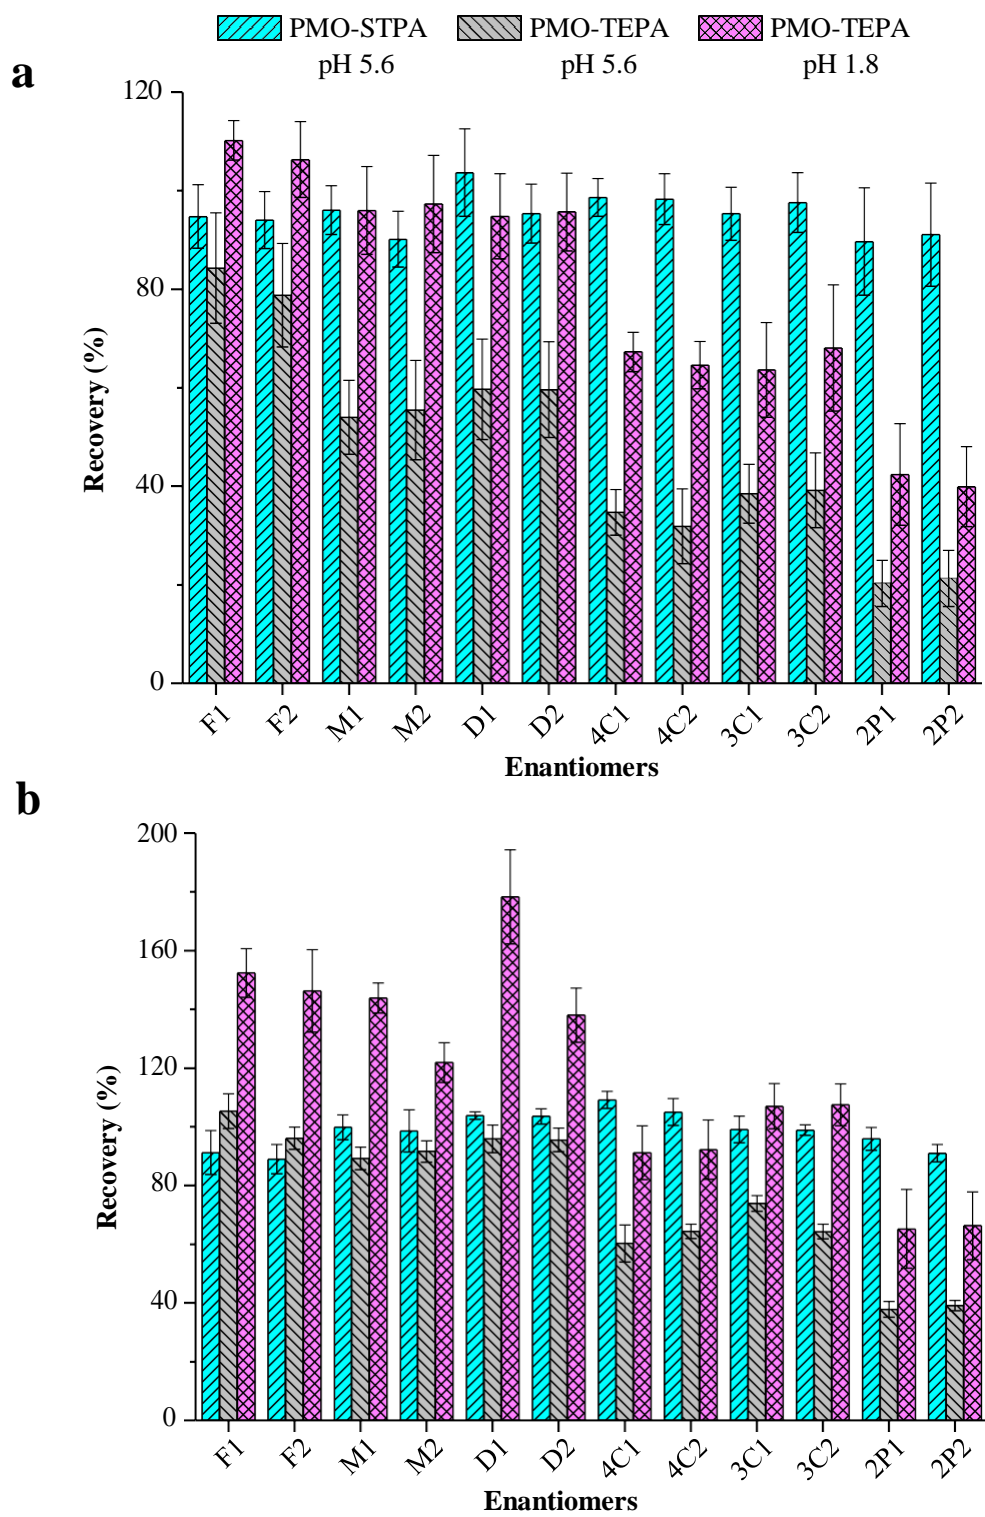 PMO-STPA PMO-TEPA PMO-TEPA
pH 5.6 pH 5.6 pH 1.8
a
120
80
40
0
Recovery (%)
F1 F2 M1 M2 D1 D2 4C1 4C2 3C1 3C2 2P1 2P2
Enantiomers
b
200
160
120
80
40
0
Recovery (%)
F1 F2 M1 M2 D1 D2 4C1 4C2 3C1 3C2 2P1 2P2
Enantiomers